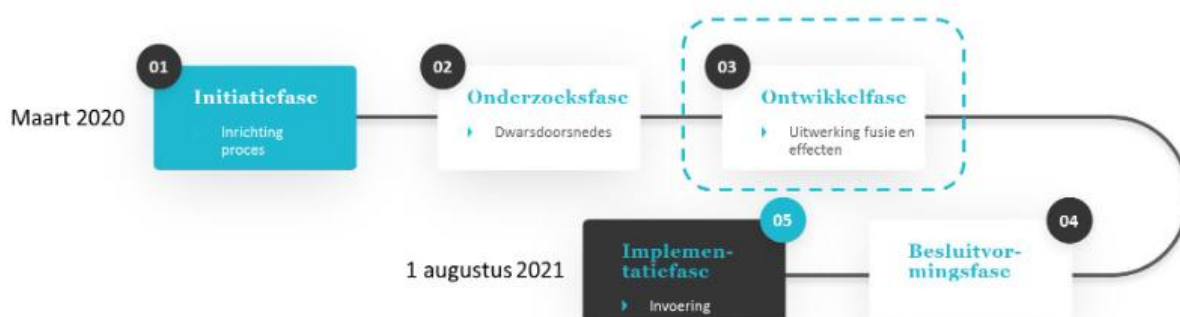 01
02
03
Initiatiefase
Onderzoeksfase
Ontwikkelfase
Maart 2020
Inrichting
proces
Dwarsdoorsnedes
Uitwerking fusie en
effecten
05
04
Implemen-
tatiefase
Besluitvor-
mingsfase
1 augustus 2021
Invoering